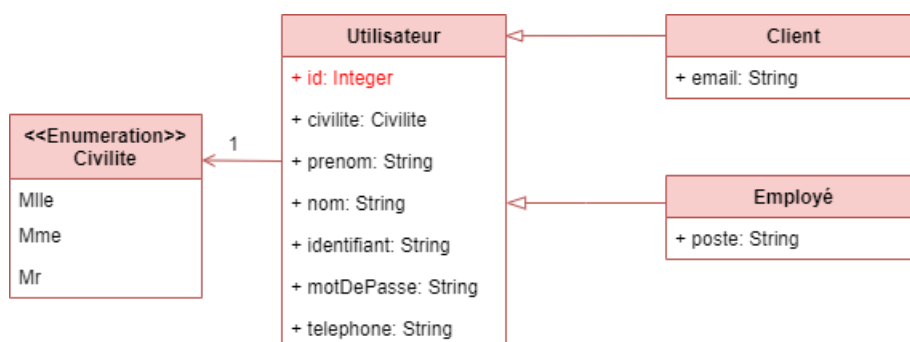 <<Enumeration>>
Civilite
Mlle
Mme
Mr
1
Utilisateur
+ id: Integer
+ civilite: Civilite
+ prenom: String
+ nom: String
+ identifiant: String
+ motDePasse: String
+ telephone: String
Client
+ email: String
Employé
+ poste: String